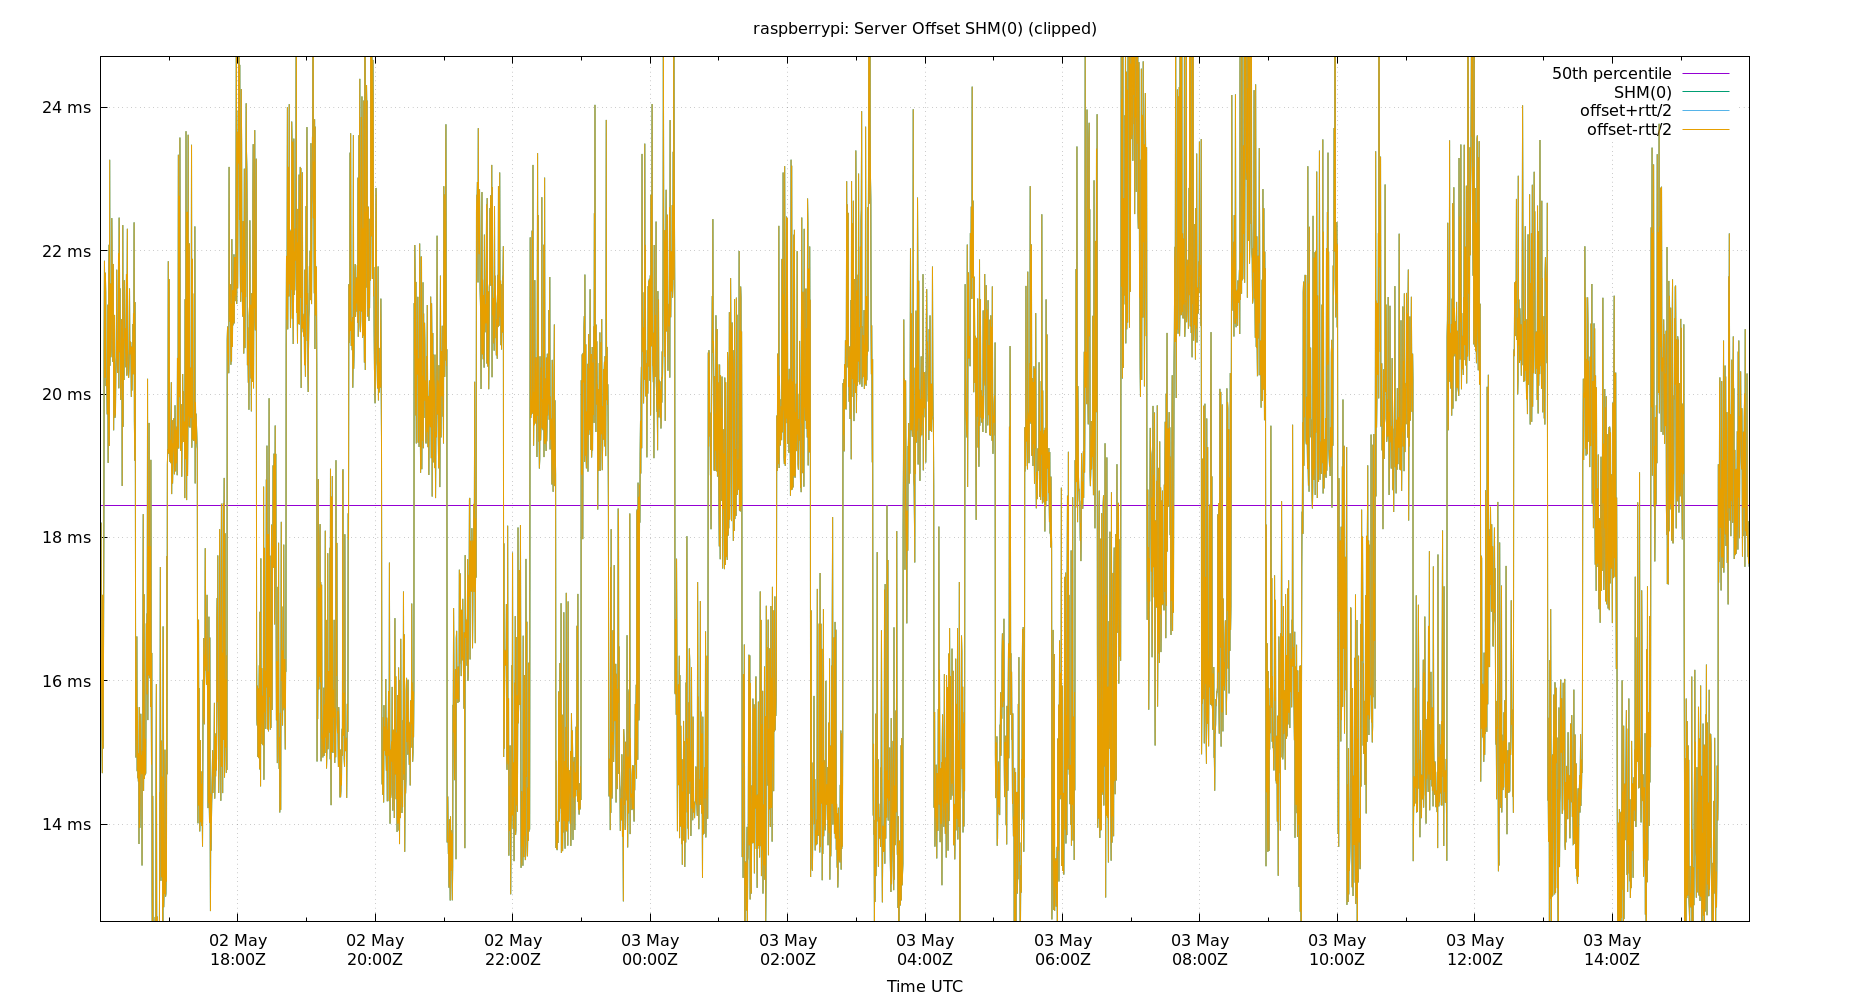 raspberrypi: Server Offset SHM(0) (clipped)
50th percentile
SHM(0)
offset+rtt/2
offset-rtt/2
24 ms
22 ms
20 ms
18 ms
16 ms
14 ms
02 May 02 May 02 May 03 May 03 May 03 May 03 May 03 May 03 May 03 May 03 May
18:00Z 20:00Z 22:00Z 00:00Z 02:00Z 04:00Z 06:00Z 08:00Z 10:00Z 12:00Z 14:00Z
Time UTC